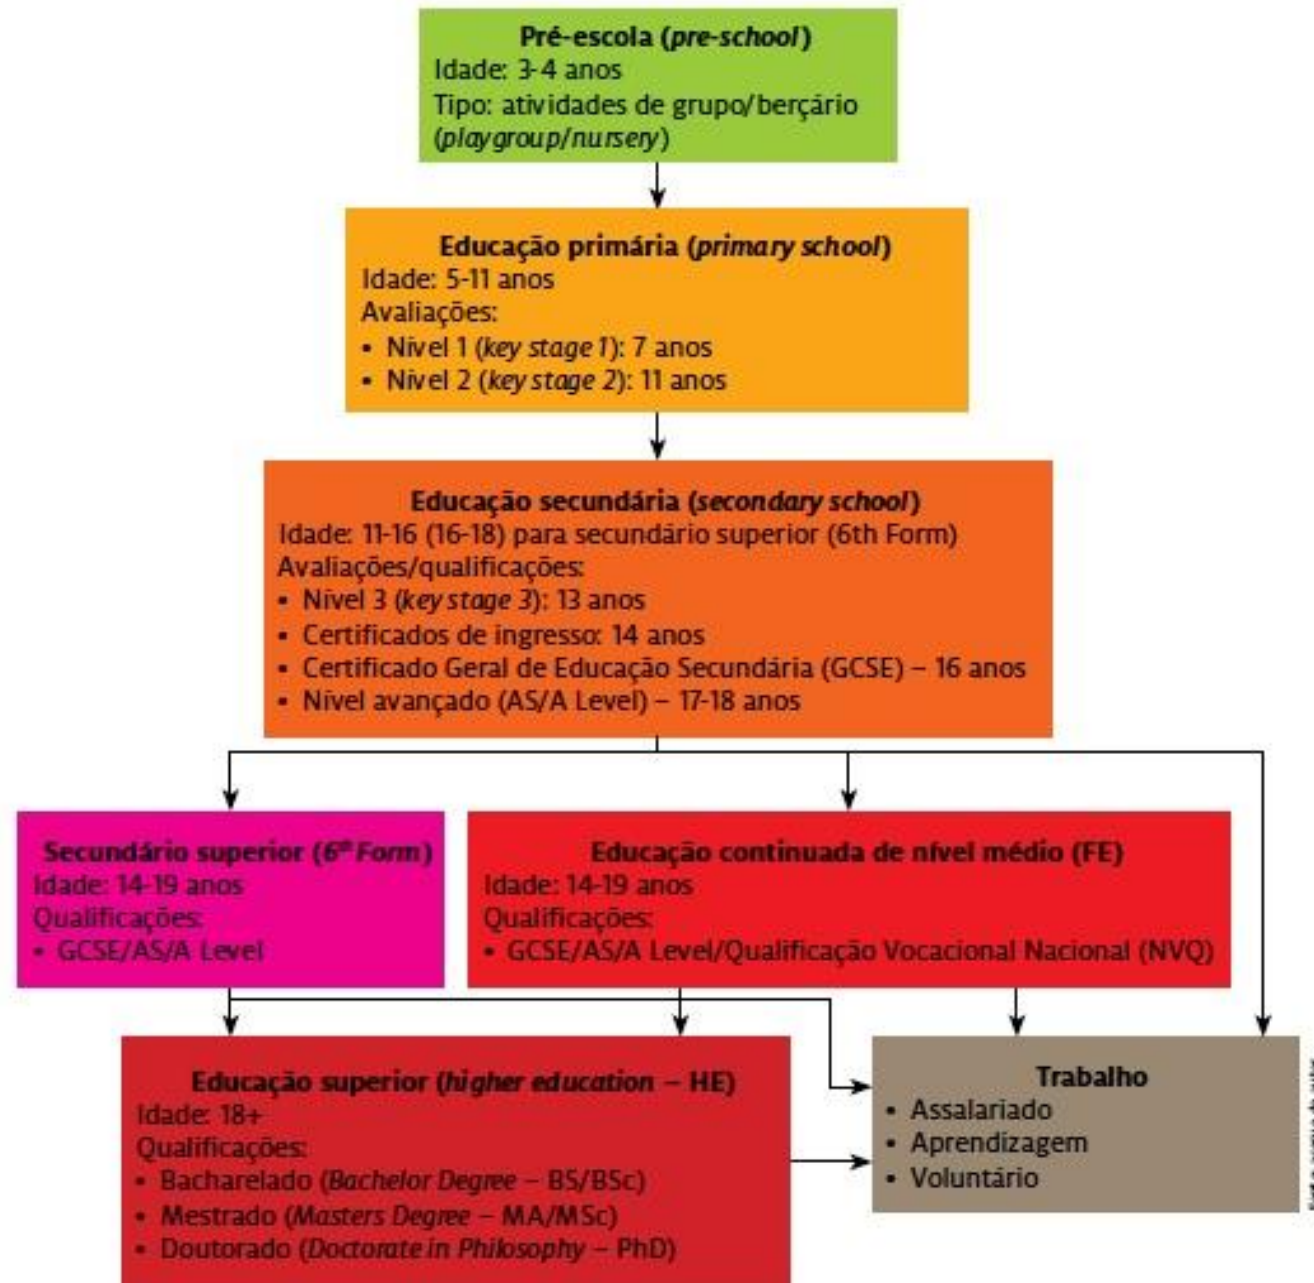 Pré-escola (pre-school)
Idade: 3-4 anos
Tipo: atividades de grupo/berçário
(playgroup/nursery)
Educação primária (primary school)
Idade: 5-11 anos
Avaliações:
• Nível 1 (key stage 1): 7 anos
• Nível 2 (key stage 2): 11 anos
Educação secundária (secondary school)
Idade: 11-16 (16-18) para secundário superior (6th Form)
Avaliações/qualificações:
• Nível 3 (key stage 3): 13 anos
• Certificados de ingresso: 14 anos
• Certificado Geral de Educação Secundária (GCSE) – 16 anos
• Nível avançado (AS/A Level) – 17-18 anos
Secundário superior (6th Form)
Idade: 14-19 anos
Qualificações:
• GCSE/AS/A Level
Educação continuada de nível médio (FE)
Idade: 14-19 anos
Qualificações:
• GCSE/AS/A Level/Qualificação Vocacional Nacional (NVQ)
Educação superior (higher education – HE)
Idade: 18+
Qualificações:
• Bacharelado (Bachelor Degree – BS/BSc)
• Mestrado (Masters Degree – MA/MSc)
• Doutorado (Doctorate in Philosophy – PhD)
Trabalho
• Assalariado
• Aprendizagem
• Voluntário